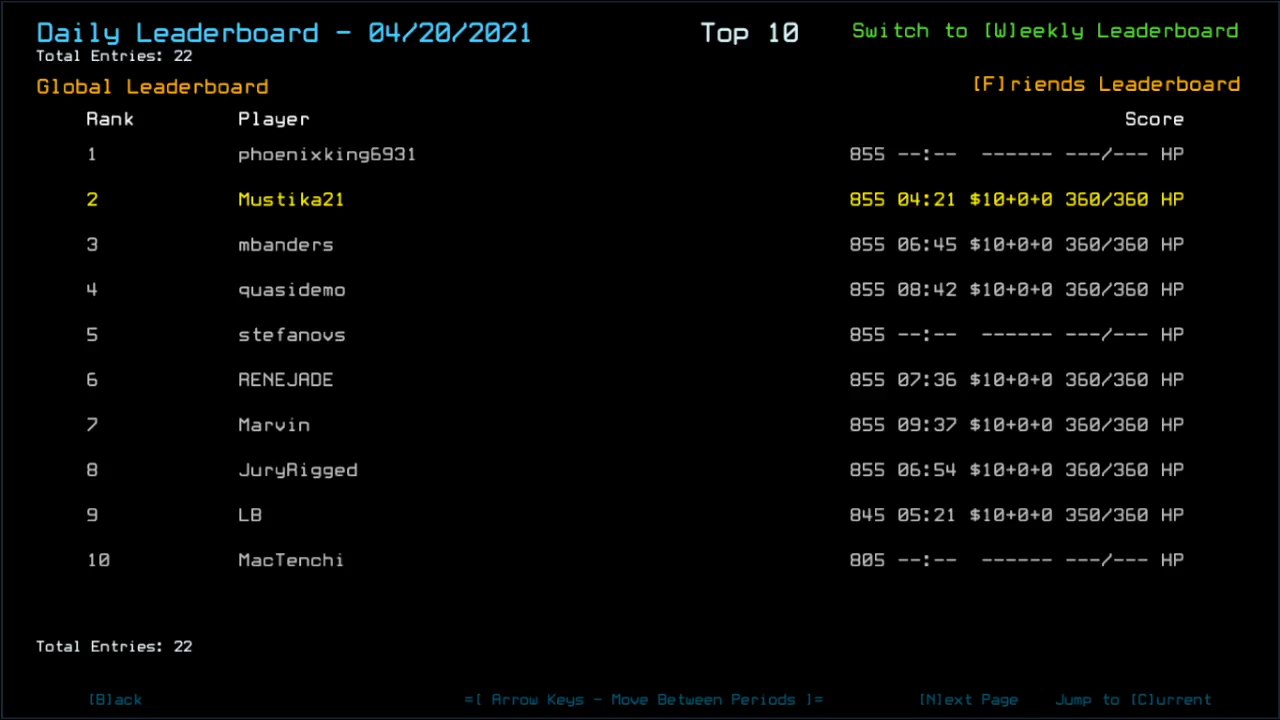 Daily Leaderboard - 04/20/2021 Top 10 Switch to [W]eekly Leaderboard
Total Entries: 22
Global Leaderboard [F]riends Leaderboard
Rank Player Score
1 phoenixking6931 855 --:-- ------ ---/--- HP
2 Mustika21 855 04:21 $10+0+0 360/360 HP
3 mbanders 855 06:45 $10+0+0 360/360 HP
4 quasidemo 855 08:42 $10+0+0 360/360 HP
5 stefanovs 855 --:-- ------ ---/--- HP
6 RENEJADE 855 07:36 $10+0+0 360/360 HP
7 Marvin 855 09:37 $10+0+0 360/360 HP
8 JuryRigged 855 06:54 $10+0+0 360/360 HP
9 LB 845 05:21 $10+0+0 350/360 HP
10 MacTenchi 805 --:-- ------ ---/--- HP
Total Entries: 22
[B]ack =[ Arrow Keys - Move Between Periods ]= [N]ext Page Jump to [C]urrent